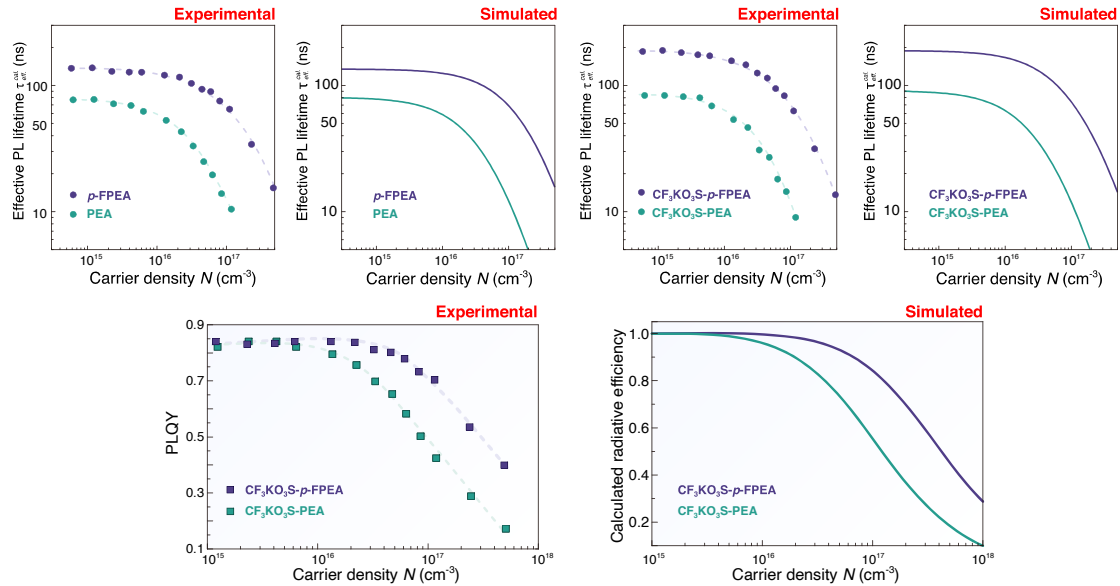 Experimental
Effective PL lifetime τ cal. eff. (ns)
100
50
10
p-FPEA
PEA
10¹⁵ 10¹⁶ 10¹⁷
Carrier density N (cm⁻³)
Simulated
Effective PL lifetime τ cal. eff. (ns)
100
50
10
p-FPEA
PEA
10¹⁵ 10¹⁶ 10¹⁷
Carrier density N (cm⁻³)
Experimental
Effective PL lifetime τ cal. eff. (ns)
100
50
10
CF₃KO₃S-p-FPEA
CF₃KO₃S-PEA
10¹⁵ 10¹⁶ 10¹⁷
Carrier density N (cm⁻³)
Simulated
Effective PL lifetime τ cal. eff. (ns)
100
50
10
CF₃KO₃S-p-FPEA
CF₃KO₃S-PEA
10¹⁵ 10¹⁶ 10¹⁷
Carrier density N (cm⁻³)
Experimental
PLQY
0.9
0.7
0.5
0.3
0.1
CF₃KO₃S-p-FPEA
CF₃KO₃S-PEA
10¹⁵ 10¹⁶ 10¹⁷ 10¹⁸
Carrier density N (cm⁻³)
Simulated
Calculated radiative efficiency
1.0
0.8
0.6
0.4
0.2
CF₃KO₃S-p-FPEA
CF₃KO₃S-PEA
10¹⁵ 10¹⁶ 10¹⁷ 10¹⁸
Carrier density N (cm⁻³)